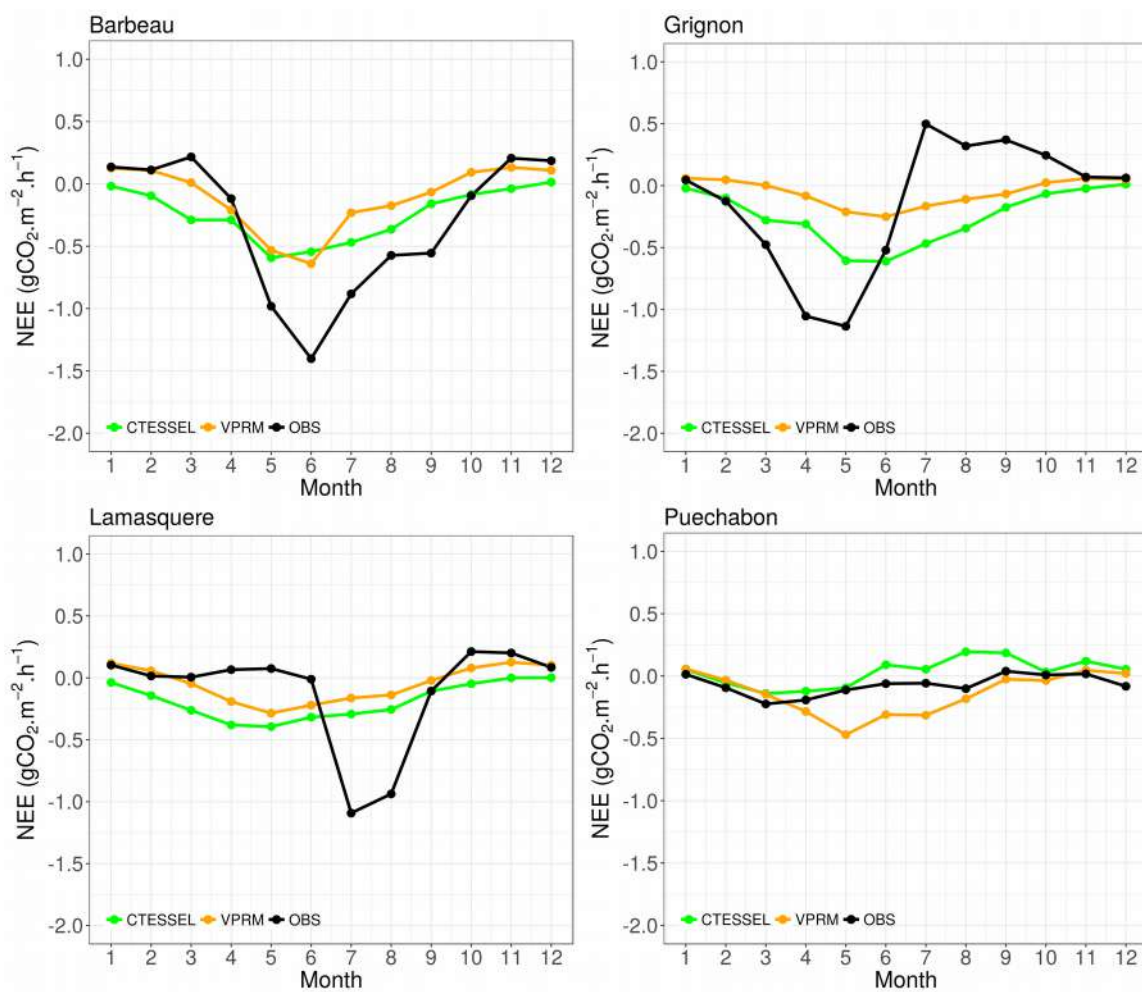 Barbeau
NEE (gCO₂.m⁻².h⁻¹)
1.0
0.5
0.0
-0.5
-1.0
-1.5
-2.0
CTESSEL VPRM OBS
1 2 3 4 5 6 7 8 9 10 11 12
Month
Grignon
NEE (gCO₂.m⁻².h⁻¹)
1.0
0.5
0.0
-0.5
-1.0
-1.5
-2.0
CTESSEL VPRM OBS
1 2 3 4 5 6 7 8 9 10 11 12
Month
Lamasquere
NEE (gCO₂.m⁻².h⁻¹)
1.0
0.5
0.0
-0.5
-1.0
-1.5
-2.0
CTESSEL VPRM OBS
1 2 3 4 5 6 7 8 9 10 11 12
Month
Puechabon
NEE (gCO₂.m⁻².h⁻¹)
1.0
0.5
0.0
-0.5
-1.0
-1.5
-2.0
CTESSEL VPRM OBS
1 2 3 4 5 6 7 8 9 10 11 12
Month